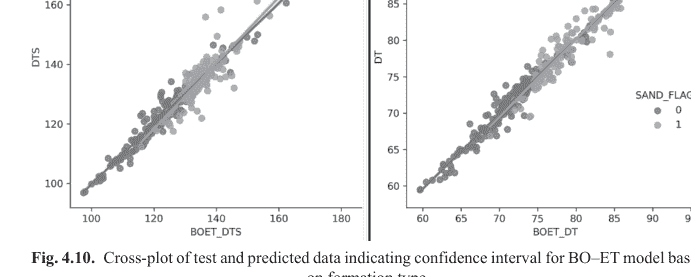 160
140
120
100
DTS
100 120 140 160 180
BOET_DTS
85
80
75
70
65
60
DT
SAND_FLAG
0
1
60 65 70 75 80 85 90
BOET_DT
Fig. 4.10. Cross-plot of test and predicted data indicating confidence interval for BO–ET model bas
on formation type